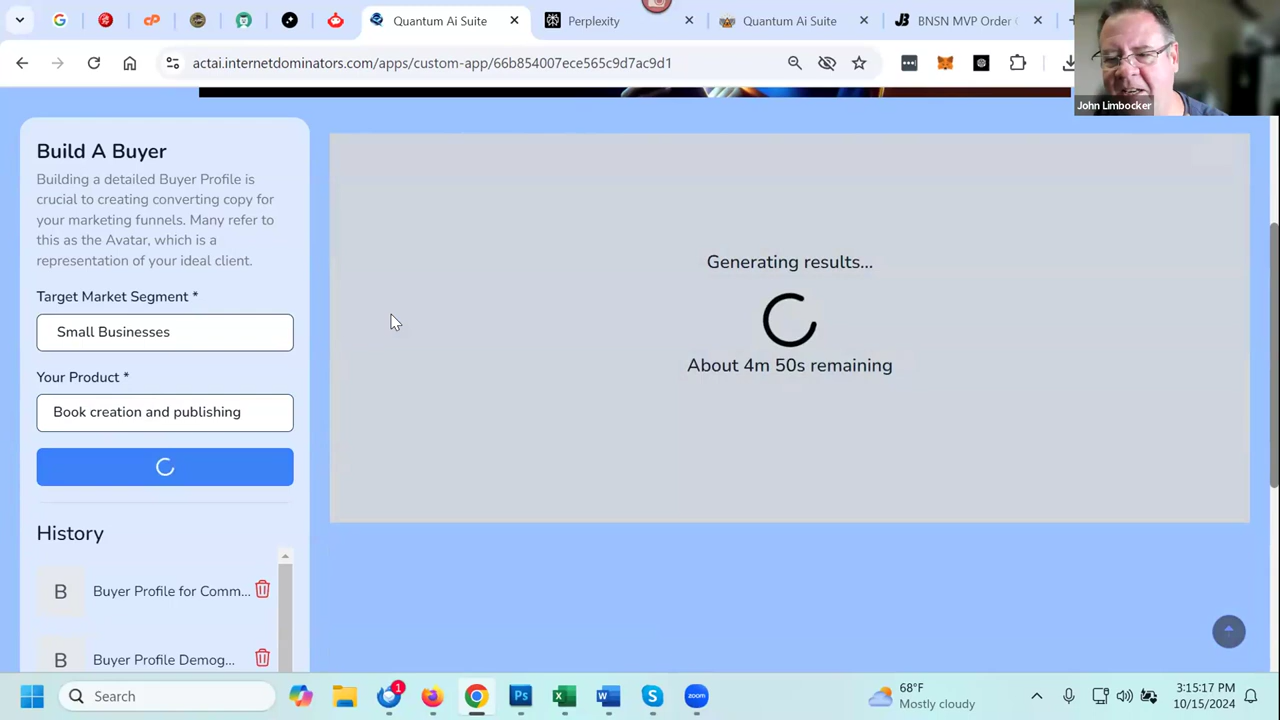 Quantum Ai Suite
Perplexity
Quantum Ai Suite
BNSN MVP Order
actai.internetdominators.com/apps/custom-app/66b854007ece565c9d7ac9d1
John Limbocker
Build A Buyer
Building a detailed Buyer Profile is
crucial to creating converting copy for
your marketing funnels. Many refer to
this as the Avatar, which is a
representation of your ideal client.
Target Market Segment *
Small Businesses
Your Product *
Book creation and publishing
History
B
Buyer Profile for Comm...
B
Buyer Profile Demog...
Generating results...
About 4m 50s remaining
Search
1
Ps
zoom
68°F
Mostly cloudy
3:15:17 PM
10/15/2024